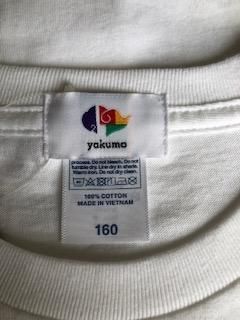 yakumo
process. Do not bleach. Do not
tumble dry. Line dry in shade.
Warm iron. Do not dry clean.
100% COTTON
MADE IN VIETNAM
160